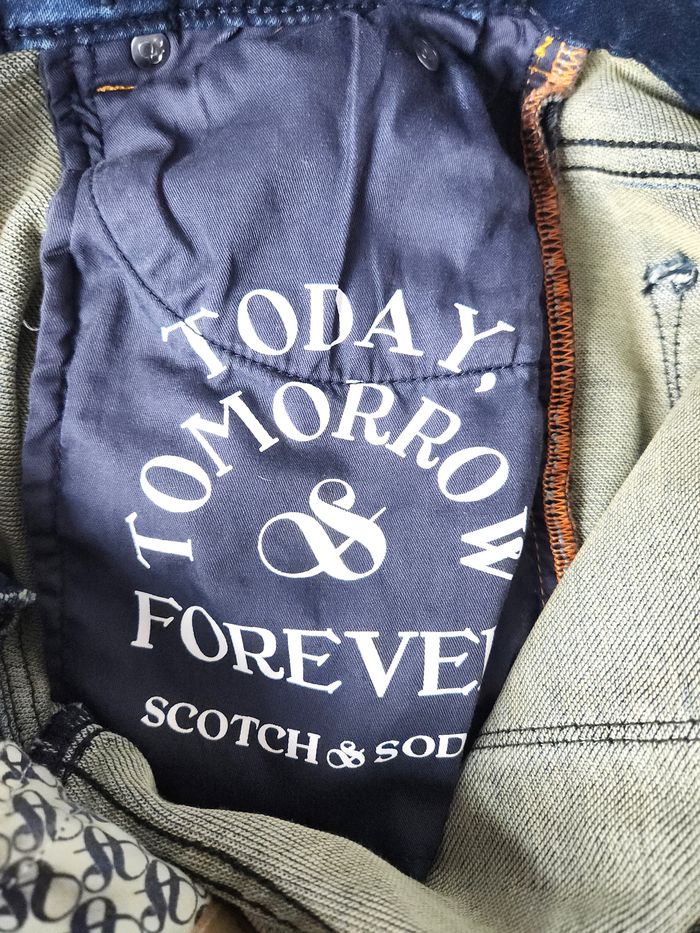 TODAY,
TOMORROW
&
FOREVE
SCOTCH & SOD